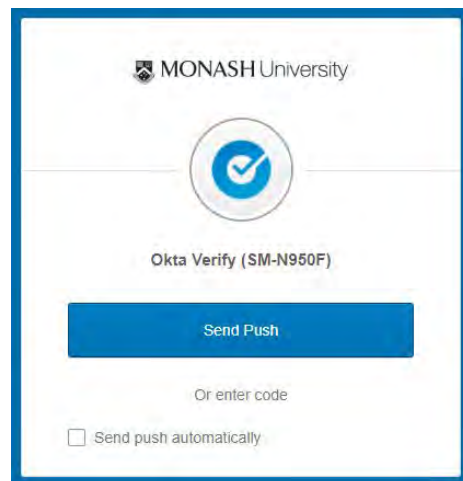 MONASH University
Okta Verify (SM-N950F)
Send Push
Or enter code
Send push automatically